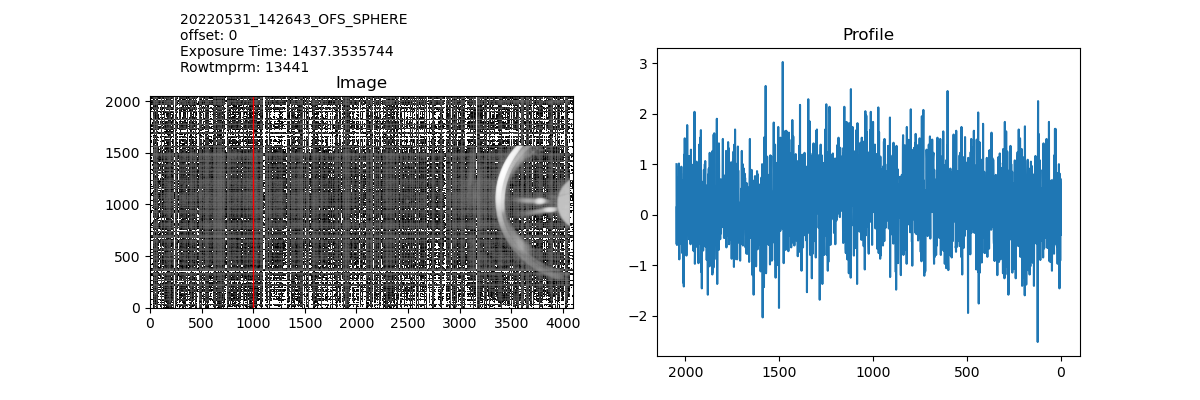 20220531_142643_OFS_SPHERE
offset: 0
Exposure Time: 1437.3535744
Rowtmprm: 13441
Image
2000
1500
1000
500
0
0 500 1000 1500 2000 2500 3000 3500 4000
Profile
3
2
1
0
−1
−2
2000 1500 1000 500 0